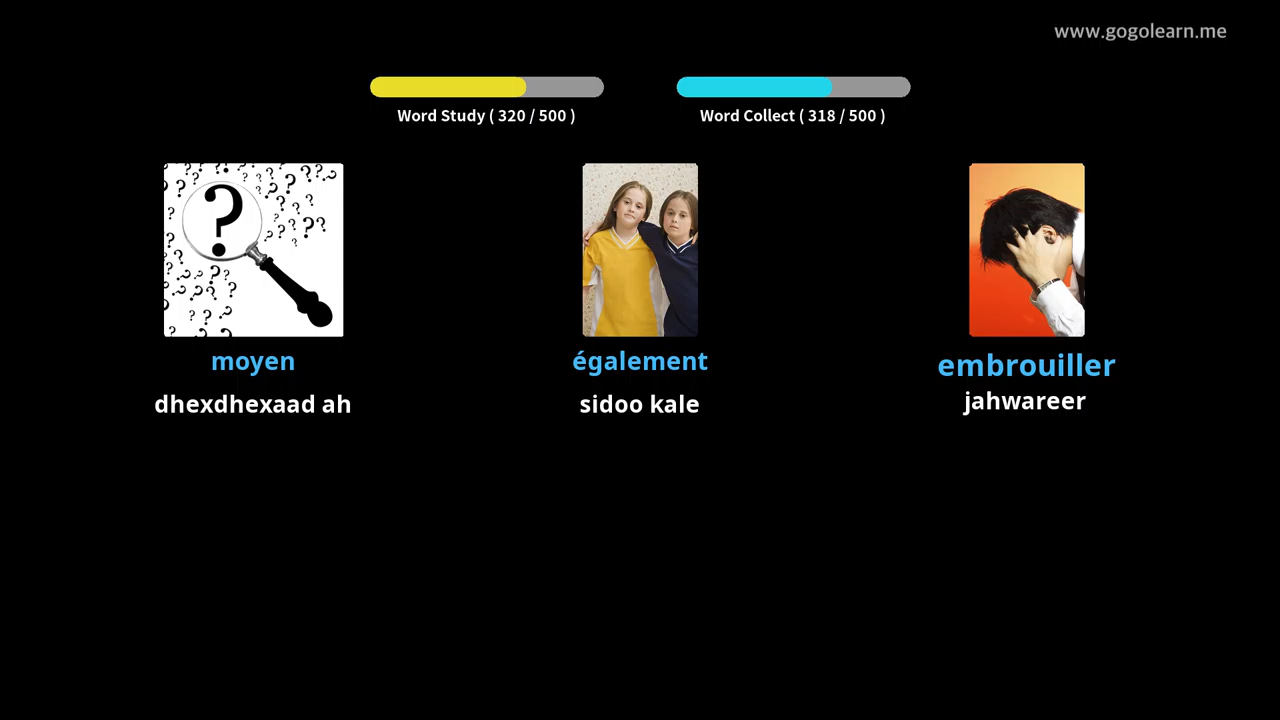 www.gogolearn.me
Word Study ( 320 / 500 )
Word Collect ( 318 / 500 )
moyen
également
embrouiller
dhexdhexaad ah
sidoo kale
jahwareer